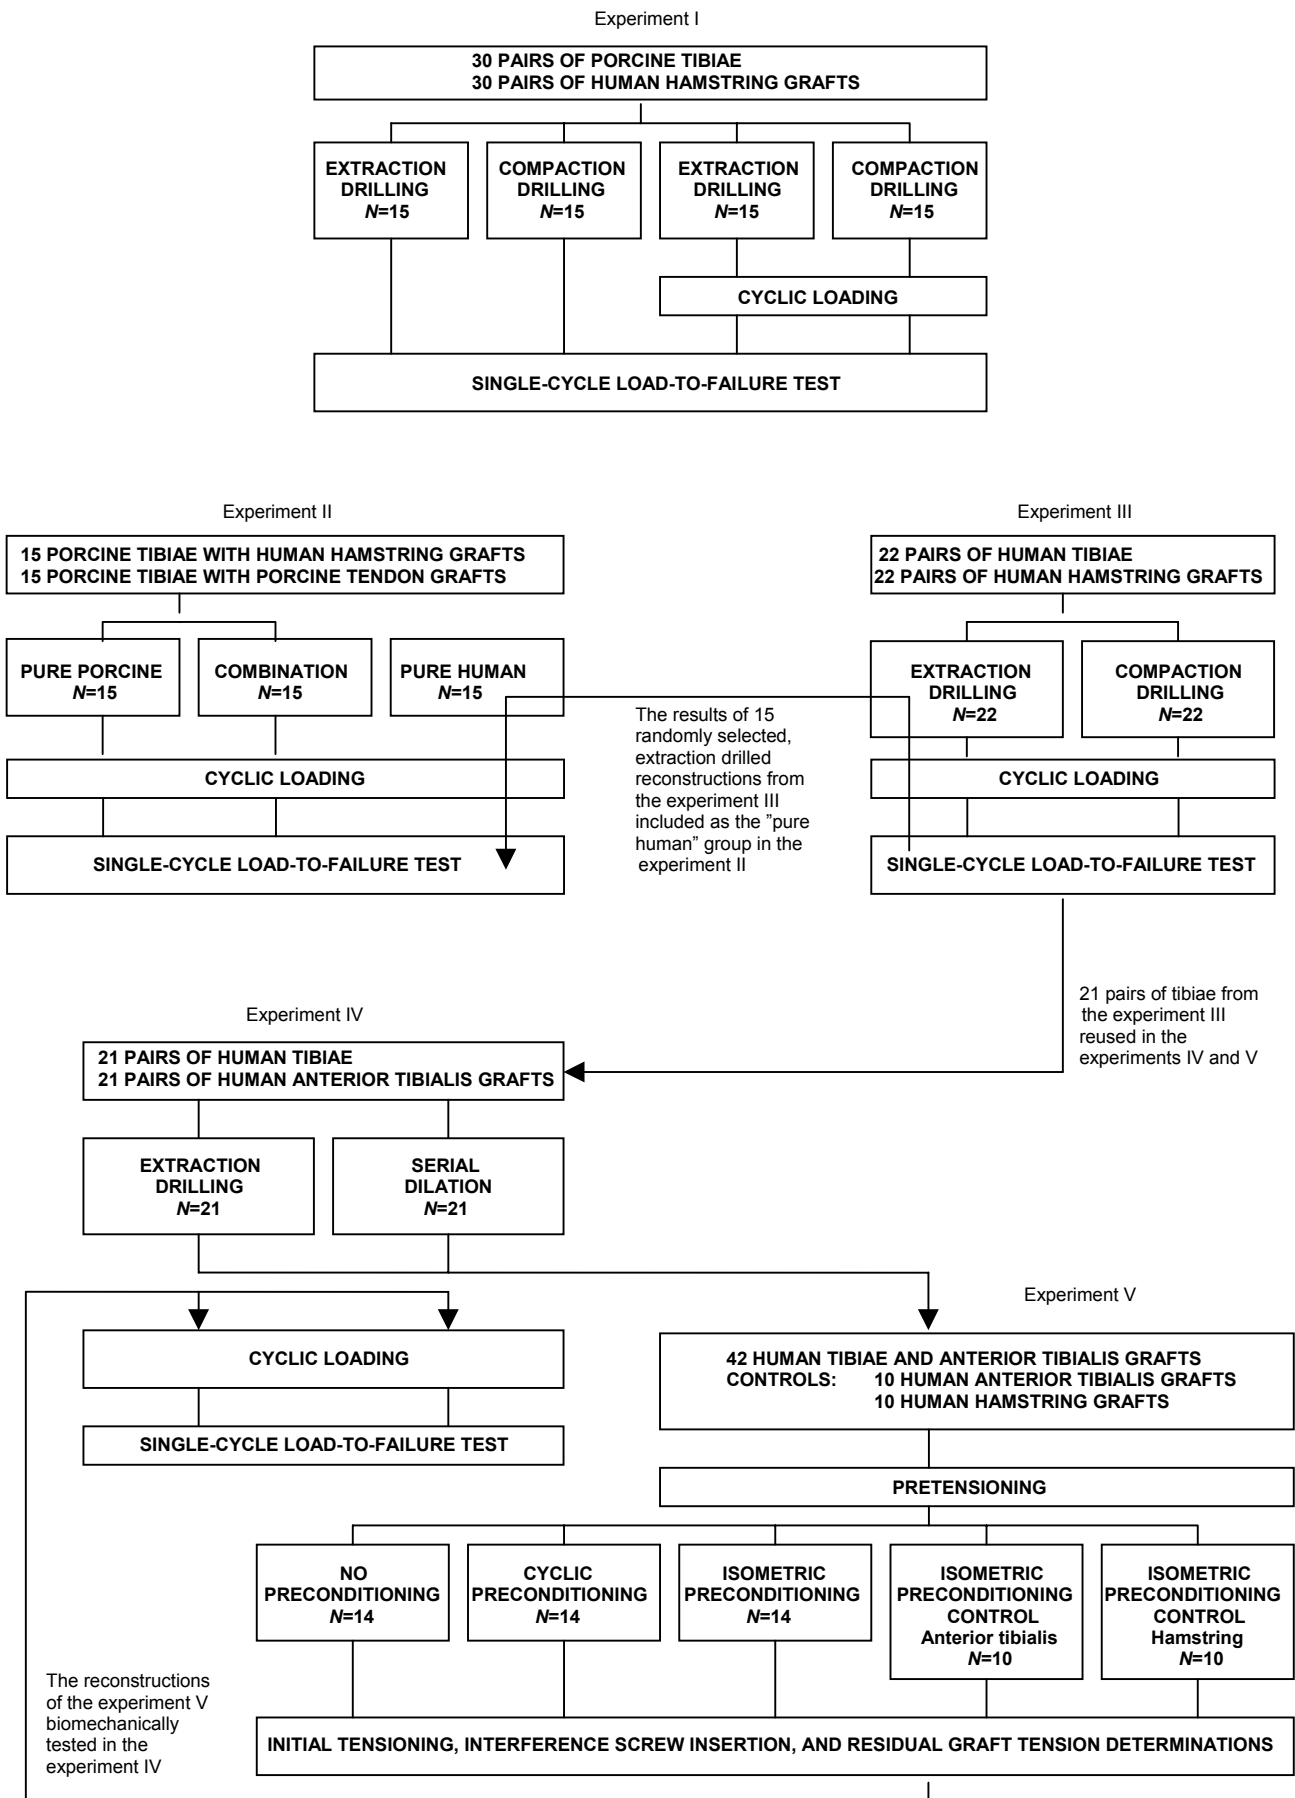 Experiment I
30 PAIRS OF PORCINE TIBIAE
30 PAIRS OF HUMAN HAMSTRING GRAFTS
EXTRACTION
DRILLING
N=15
COMPACTION
DRILLING
N=15
EXTRACTION
DRILLING
N=15
COMPACTION
DRILLING
N=15
CYCLIC LOADING
SINGLE-CYCLE LOAD-TO-FAILURE TEST
Experiment II
15 PORCINE TIBIAE WITH HUMAN HAMSTRING GRAFTS
15 PORCINE TIBIAE WITH PORCINE TENDON GRAFTS
PURE PORCINE
N=15
COMBINATION
N=15
PURE HUMAN
N=15
CYCLIC LOADING
SINGLE-CYCLE LOAD-TO-FAILURE TEST
The results of 15
randomly selected,
extraction drilled
reconstructions from
the experiment III
included as the ”pure
human” group in the
experiment II
Experiment III
22 PAIRS OF HUMAN TIBIAE
22 PAIRS OF HUMAN HAMSTRING GRAFTS
EXTRACTION
DRILLING
N=22
COMPACTION
DRILLING
N=22
CYCLIC LOADING
SINGLE-CYCLE LOAD-TO-FAILURE TEST
21 pairs of tibiae from
the experiment III
reused in the
experiments IV and V
Experiment IV
21 PAIRS OF HUMAN TIBIAE
21 PAIRS OF HUMAN ANTERIOR TIBIALIS GRAFTS
EXTRACTION
DRILLING
N=21
SERIAL
DILATION
N=21
CYCLIC LOADING
SINGLE-CYCLE LOAD-TO-FAILURE TEST
Experiment V
42 HUMAN TIBIAE AND ANTERIOR TIBIALIS GRAFTS
CONTROLS: 10 HUMAN ANTERIOR TIBIALIS GRAFTS
10 HUMAN HAMSTRING GRAFTS
PRETENSIONING
NO
PRECONDITIONING
N=14
CYCLIC
PRECONDITIONING
N=14
ISOMETRIC
PRECONDITIONING
N=14
ISOMETRIC
PRECONDITIONING
CONTROL
Anterior tibialis
N=10
ISOMETRIC
PRECONDITIONING
CONTROL
Hamstring
N=10
The reconstructions
of the experiment V
biomechanically
tested in the
experiment IV
INITIAL TENSIONING, INTERFERENCE SCREW INSERTION, AND RESIDUAL GRAFT TENSION DETERMINATIONS